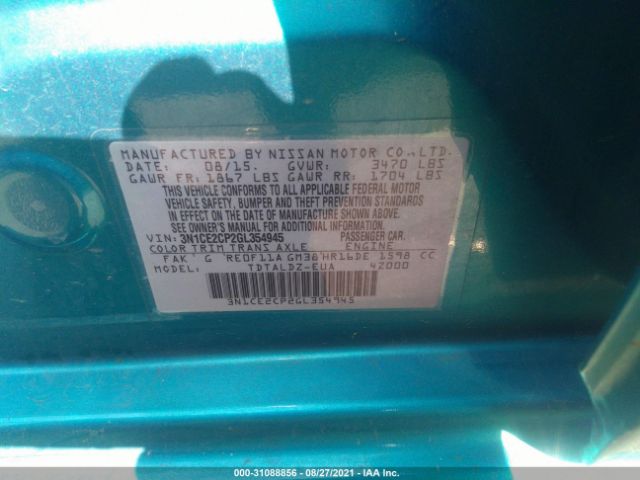 MANUFACTURED BY NISSAN MOTOR CO.,LTD.
DATE: 08/15. GVWR: 3470 LBS
GAWR FR: 1867 LBS GAWR RR: 1704 LBS
THIS VEHICLE CONFORMS TO ALL APPLICABLE FEDERAL MOTOR
VEHICLE SAFETY, BUMPER AND THEFT PREVENTION STANDARDS
IN EFFECT ON THE DATE OF MANUFACTURE SHOWN ABOVE.
SEE OWNER'S MANUAL FOR ADDITIONAL INFORMATION
VIN: 3N1CE2CP2GL354945 PASSENGER CAR.
COLOR TRIM TRANS AXLE ENGINE
FAK G RE0F11A GM38 HR16DE 1598 CC
MODEL: TDTALDZ-EUA 42000
3N1CE2CP2GL354945
000-31088856 - 08/27/2021 - IAA Inc.